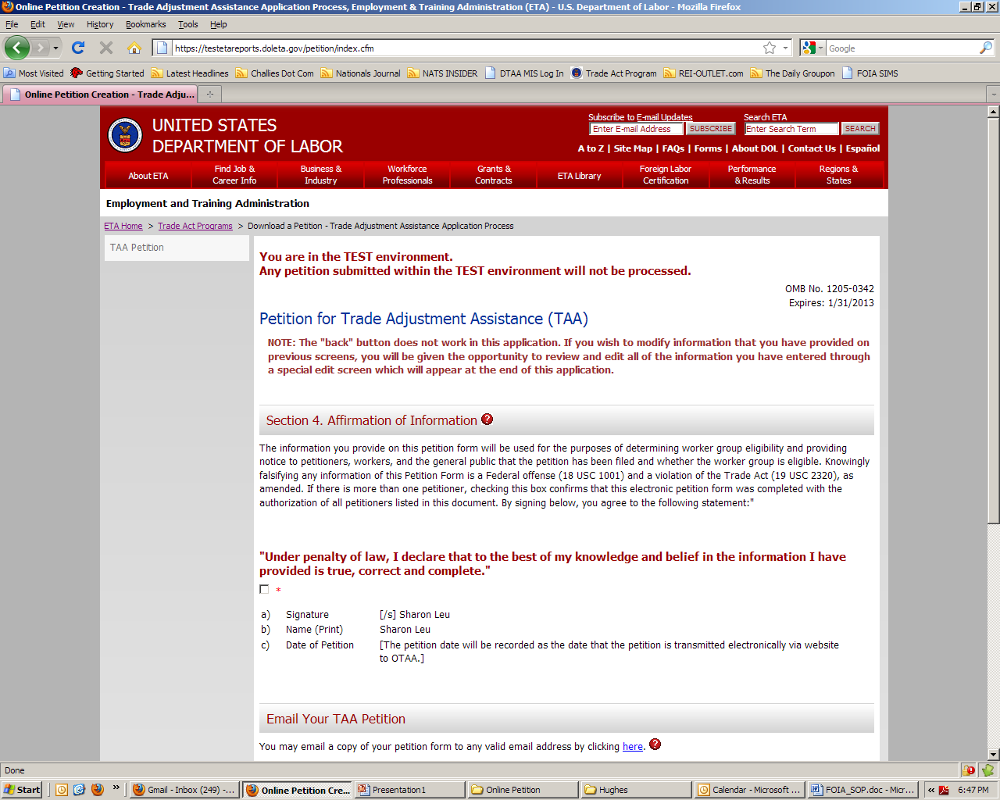 Online Petition Creation - Trade Adjustment Assistance Application Process, Employment & Training Administration (ETA) - U.S. Department of Labor - Mozilla Firefox
File Edit View History Bookmarks Tools Help
https://testetareports.doleta.gov/petition/index.cfm
Google
Most Visited Getting Started Latest Headlines Challies Dot Com Nationals Journal NATS INSIDER DTAA MIS Log In Trade Act Program REI-OUTLET.com The Daily Groupon FOIA SIMS
Online Petition Creation - Trade Adju...
UNITED STATES
DEPARTMENT OF LABOR
Subscribe to E-mail Updates Search ETA
Enter E-mail Address SUBSCRIBE Enter Search Term SEARCH
A to Z | Site Map | FAQs | Forms | About DOL | Contact Us | Español
About ETA
Find Job &
Career Info
Business &
Industry
Workforce
Professionals
Grants &
Contracts
ETA Library
Foreign Labor
Certification
Performance
& Results
Regions &
States
Employment and Training Administration
ETA Home > Trade Act Programs > Download a Petition - Trade Adjustment Assistance Application Process
TAA Petition
You are in the TEST environment.
Any petition submitted within the TEST environment will not be processed.
OMB No. 1205-0342
Expires: 1/31/2013
Petition for Trade Adjustment Assistance (TAA)
NOTE: The "back" button does not work in this application. If you wish to modify information that you have provided on
previous screens, you will be given the opportunity to review and edit all of the information you have entered through
a special edit screen which will appear at the end of this application.
Section 4. Affirmation of Information ?
The information you provide on this petition form will be used for the purposes of determining worker group eligibility and providing
notice to petitioners, workers, and the general public that the petition has been filed and whether the worker group is eligible. Knowingly
falsifying any information of this Petition Form is a Federal offense (18 USC 1001) and a violation of the Trade Act (19 USC 2320), as
amended. If there is more than one petitioner, checking this box confirms that this electronic petition form was completed with the
authorization of all petitioners listed in this document. By signing below, you agree to the following statement:"
"Under penalty of law, I declare that to the best of my knowledge and belief in the information I have
provided is true, correct and complete."
*
a) Signature [/s] Sharon Leu
b) Name (Print) Sharon Leu
c) Date of Petition [The petition date will be recorded as the date that the petition is transmitted electronically via website
to OTAA.]
Email Your TAA Petition
You may email a copy of your petition form to any valid email address by clicking here. ?
Done
Start » Gmail - Inbox (249) -... Online Petition Cre... Presentation1 Online Petition Hughes Calendar - Microsoft ... FOIA_SOP.doc - Micr... « 6:47 PM